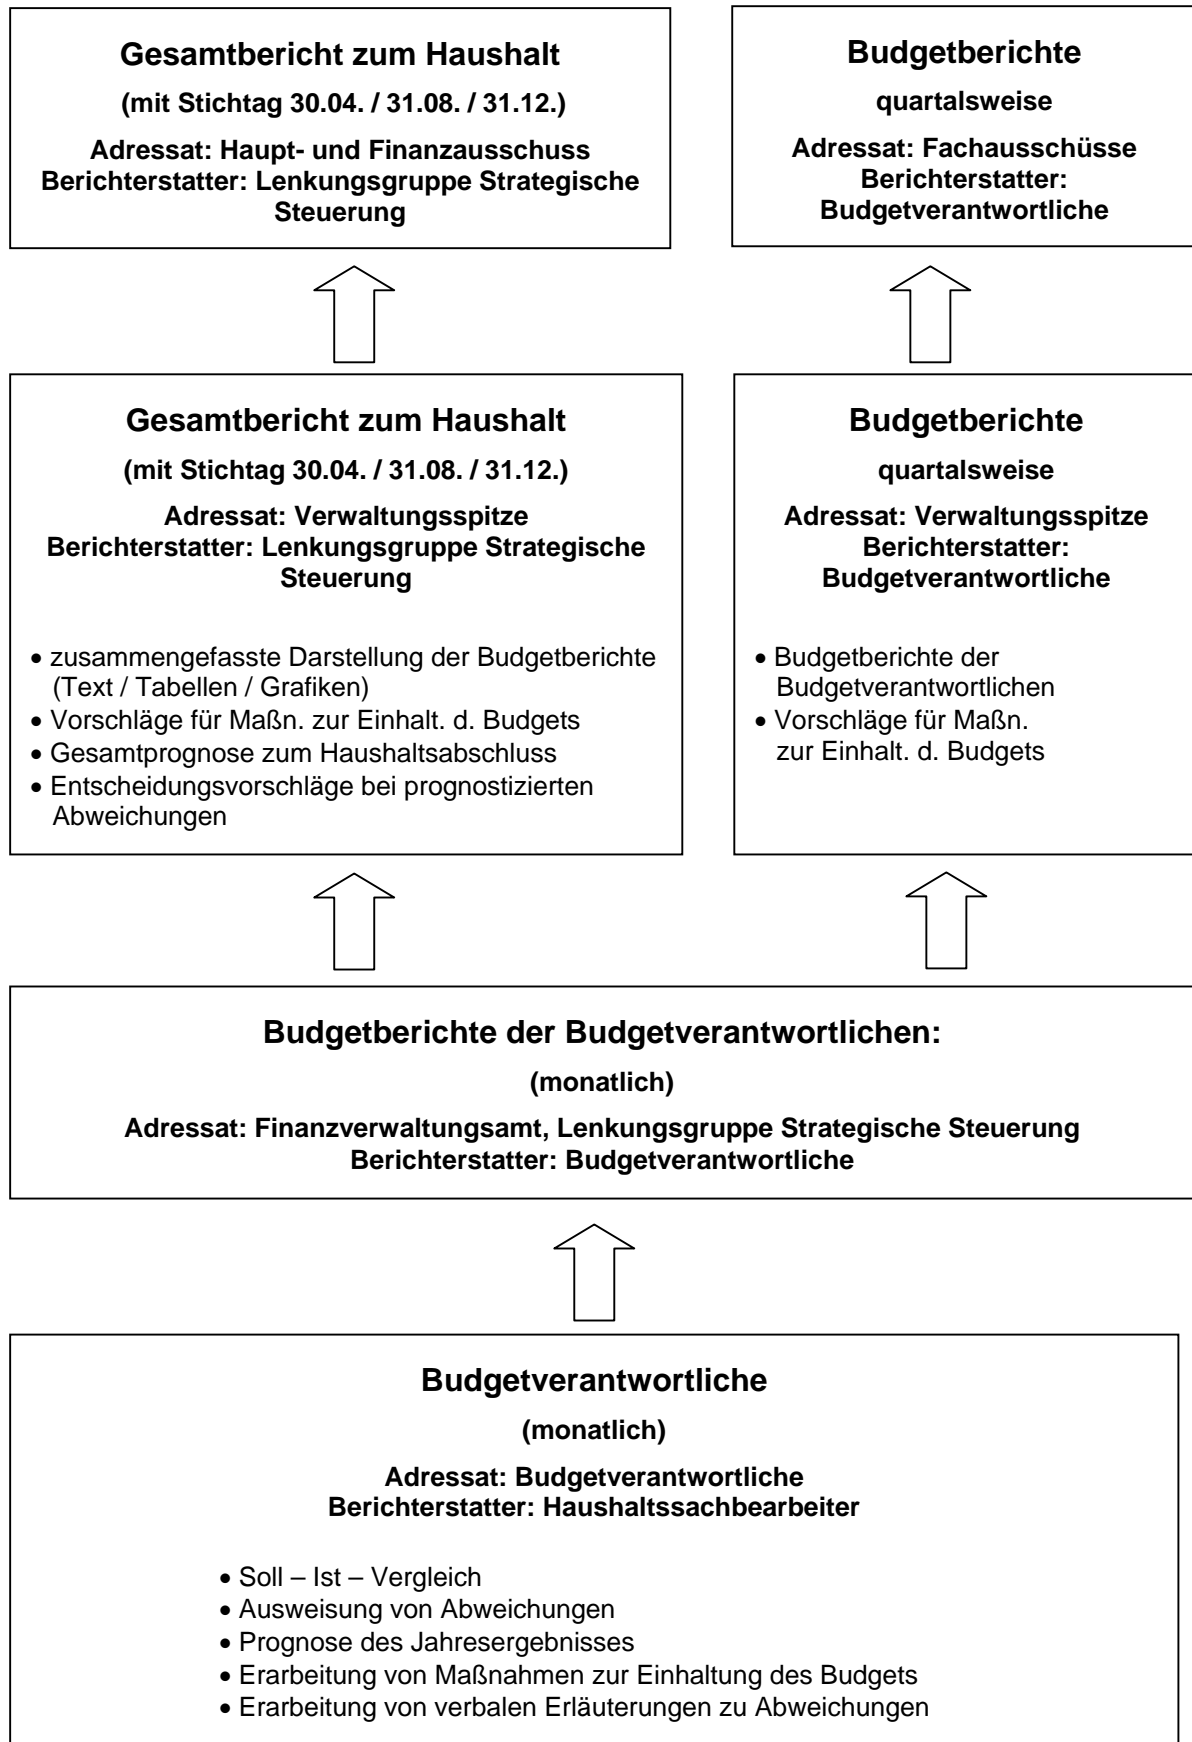 Gesamtbericht zum Haushalt
(mit Stichtag 30.04. / 31.08. / 31.12.)
Adressat: Haupt- und Finanzausschuss
Berichterstatter: Lenkungsgruppe Strategische
Steuerung
Budgetberichte
quartalsweise
Adressat: Fachausschüsse
Berichterstatter:
Budgetverantwortliche
Gesamtbericht zum Haushalt
(mit Stichtag 30.04. / 31.08. / 31.12.)
Adressat: Verwaltungsspitze
Berichterstatter: Lenkungsgruppe Strategische
Steuerung
• zusammengefasste Darstellung der Budgetberichte
(Text / Tabellen / Grafiken)
• Vorschläge für Maßn. zur Einhalt. d. Budgets
• Gesamtprognose zum Haushaltsabschluss
• Entscheidungsvorschläge bei prognostizierten
Abweichungen
Budgetberichte
quartalsweise
Adressat: Verwaltungsspitze
Berichterstatter:
Budgetverantwortliche
• Budgetberichte der
Budgetverantwortlichen
• Vorschläge für Maßn.
zur Einhalt. d. Budgets
Budgetberichte der Budgetverantwortlichen:
(monatlich)
Adressat: Finanzverwaltungsamt, Lenkungsgruppe Strategische Steuerung
Berichterstatter: Budgetverantwortliche
Budgetverantwortliche
(monatlich)
Adressat: Budgetverantwortliche
Berichterstatter: Haushaltssachbearbeiter
• Soll – Ist – Vergleich
• Ausweisung von Abweichungen
• Prognose des Jahresergebnisses
• Erarbeitung von Maßnahmen zur Einhaltung des Budgets
• Erarbeitung von verbalen Erläuterungen zu Abweichungen